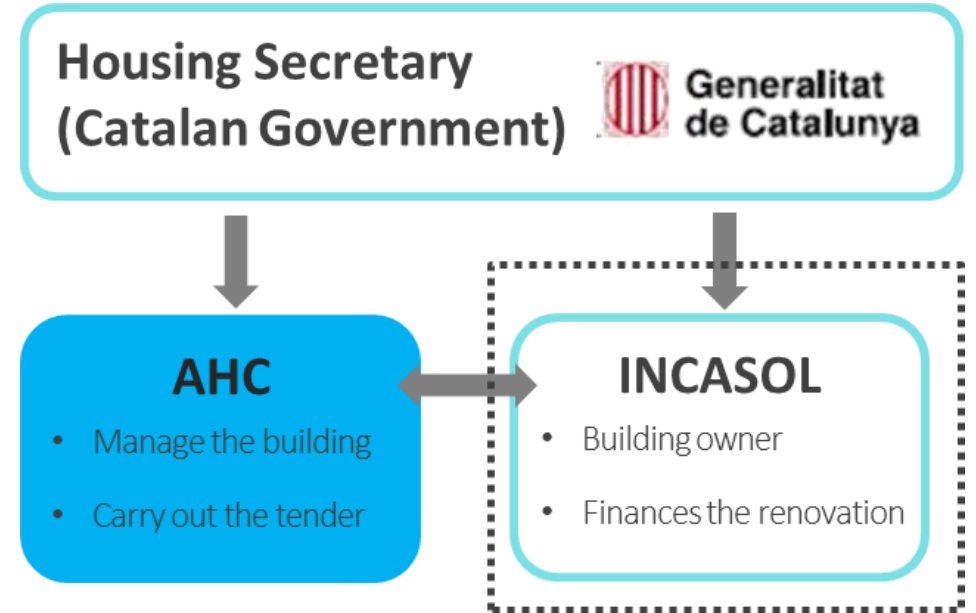 Housing Secretary
(Catalan Government)
Generalitat
de Catalunya
AHC
• Manage the building
• Carry out the tender
INCASOL
• Building owner
• Finances the renovation